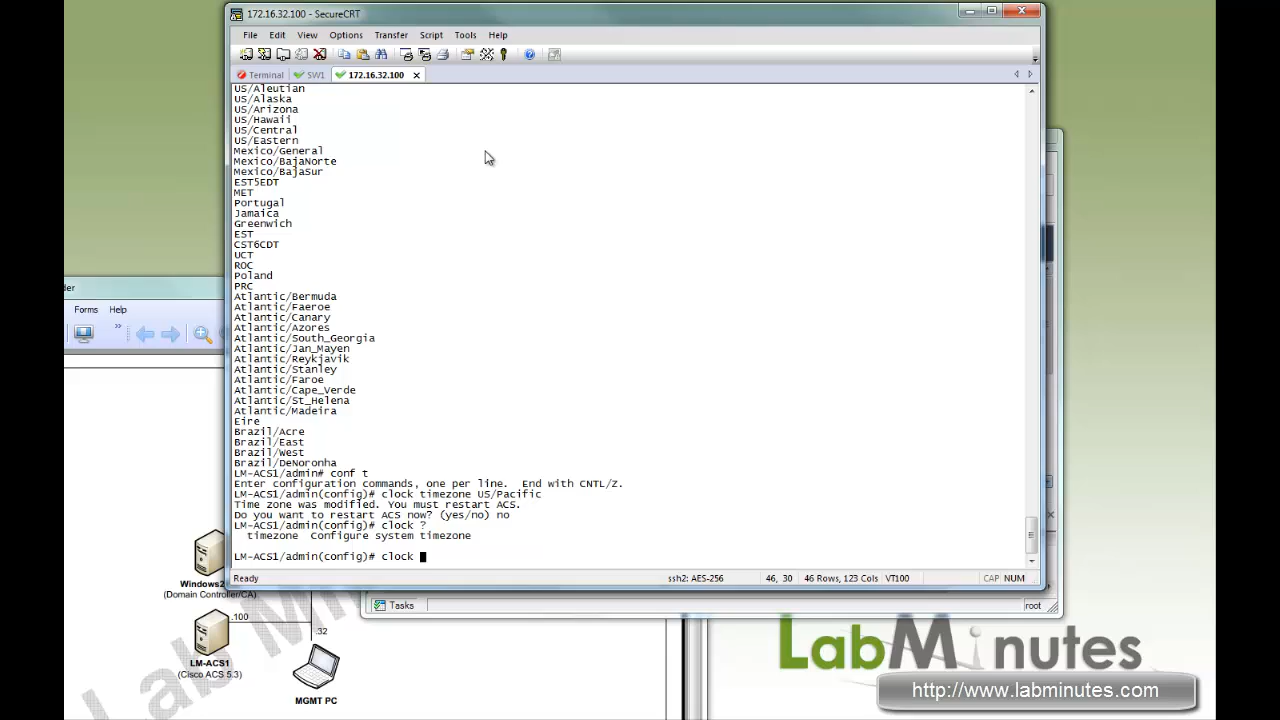 172.16.32.100 - SecureCRT
File Edit View Options Transfer Script Tools Help
Terminal SW1 172.16.32.100
US/Aleutian
US/Alaska
US/Arizona
US/Hawaii
US/Central
US/Eastern
Mexico/General
Mexico/BajaNorte
Mexico/BajaSur
EST5EDT
MET
Portugal
Jamaica
Greenwich
EST
CST6CDT
UCT
ROC
Poland
PRC
Atlantic/Bermuda
Atlantic/Faeroe
Atlantic/Canary
Atlantic/Azores
Atlantic/South_Georgia
Atlantic/Jan_Mayen
Atlantic/Reykjavik
Atlantic/Stanley
Atlantic/Faroe
Atlantic/Cape_Verde
Atlantic/St_Helena
Atlantic/Madeira
Eire
Brazil/Acre
Brazil/East
Brazil/West
Brazil/DeNoronha
LM-ACS1/admin# conf t
Enter configuration commands, one per line.  End with CNTL/Z.
LM-ACS1/admin(config)# clock timezone US/Pacific
Time zone was modified. You must restart ACS.
Do you want to restart ACS now? (yes/no) no
LM-ACS1/admin(config)# clock ?
timezone  Configure system timezone
LM-ACS1/admin(config)# clock
Ready ssh2: AES-256 46, 30 46 Rows, 123 Cols VT100 CAP NUM
Tasks root
der
Forms Help
Windows2
(Domain Controller/CA)
.100
.32
LM-ACS1
(Cisco ACS 5.3)
MGMT PC
LabMinutes
http://www.labminutes.com